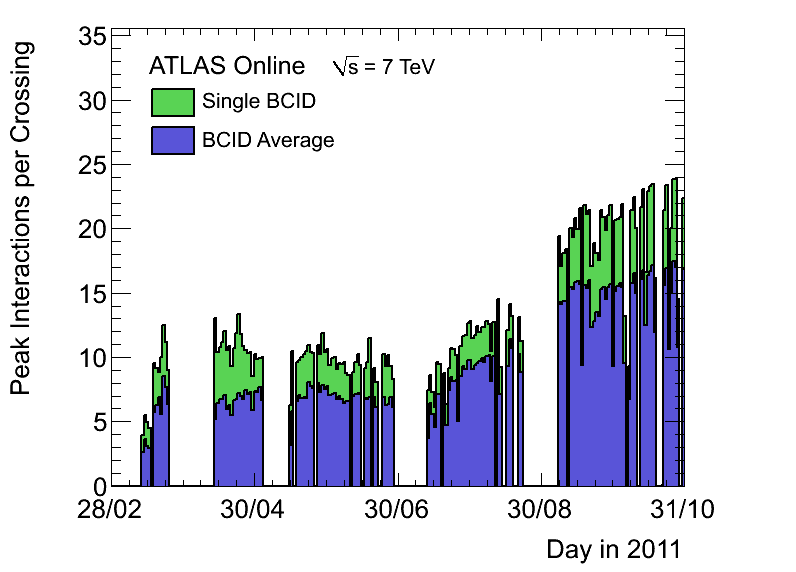 Peak Interactions per Crossing
35
30
25
20
15
10
5
0
ATLAS Online √s = 7 TeV
Single BCID
BCID Average
28/02 30/04 30/06 30/08 31/10
Day in 2011